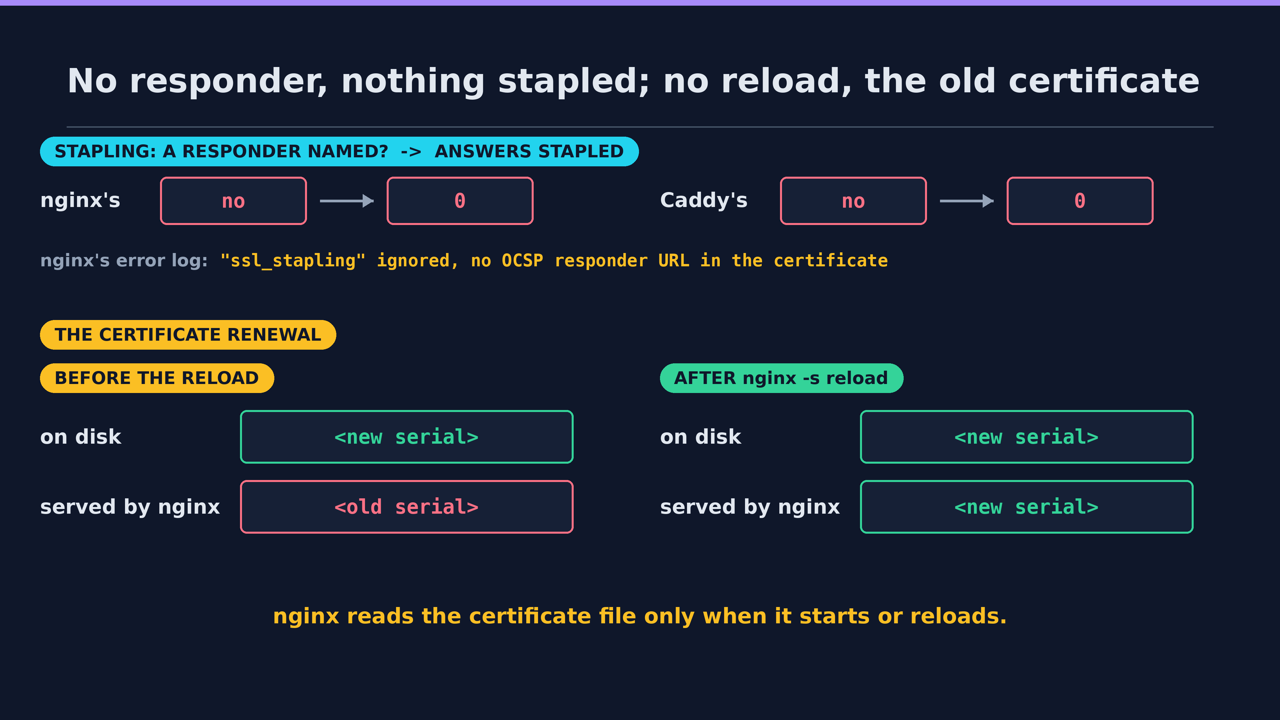 No responder, nothing stapled; no reload, the old certificate
STAPLING: A RESPONDER NAMED?  ->  ANSWERS STAPLED
nginx's no 0
Caddy's no 0
nginx's error log: "ssl_stapling" ignored, no OCSP responder URL in the certificate
THE CERTIFICATE RENEWAL
BEFORE THE RELOAD
on disk <new serial>
served by nginx <old serial>
AFTER nginx -s reload
on disk <new serial>
served by nginx <new serial>
nginx reads the certificate file only when it starts or reloads.